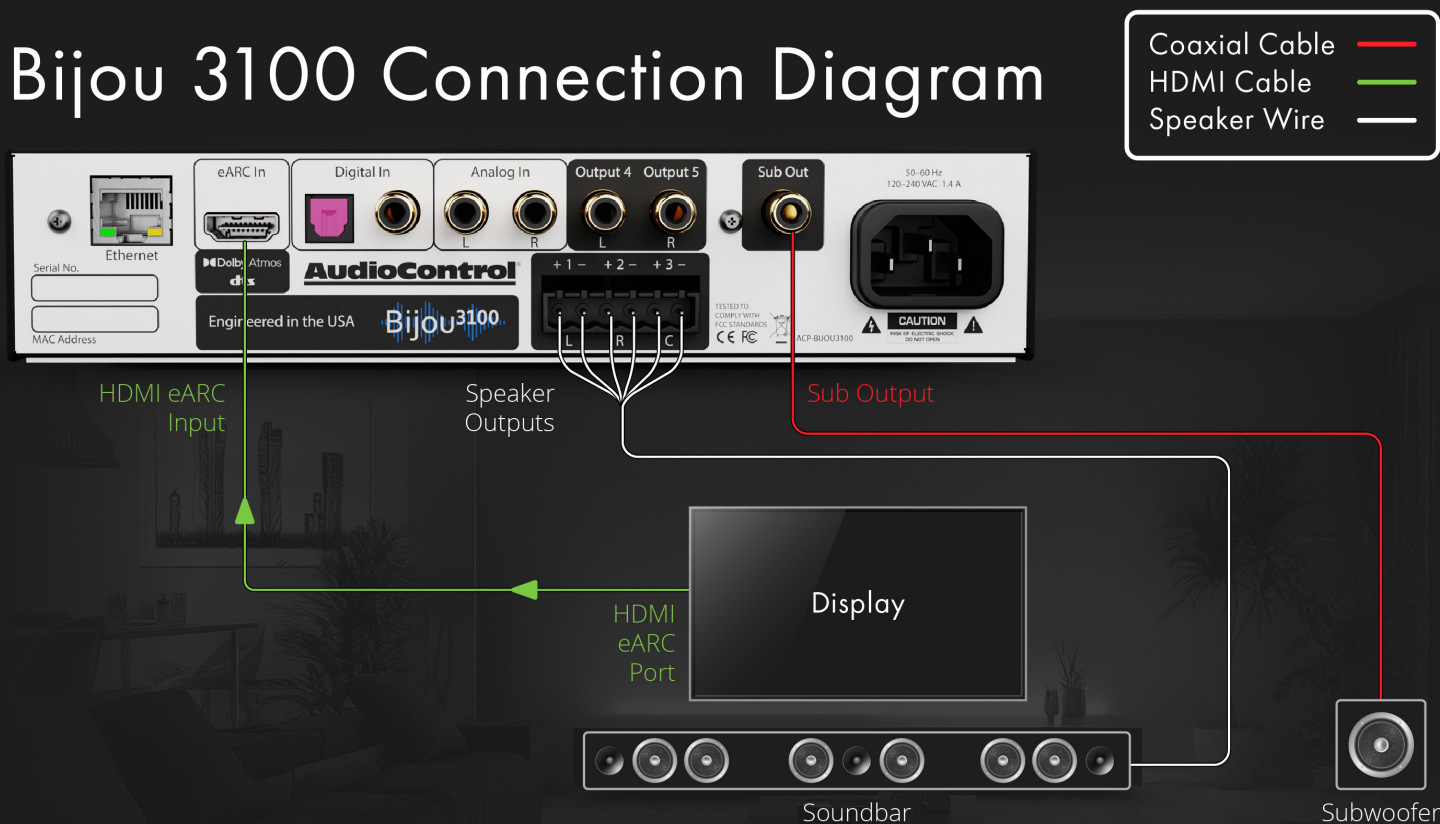 Bijou 3100 Connection Diagram
Coaxial Cable
HDMI Cable
Speaker Wire
Ethernet
Serial No.
MAC Address
eARC In
Digital In
Analog In
L R
Output 4 Output 5
L R
Sub Out
50–60 Hz
120–240 VAC 1.4 A
Dolby Atmos
dts
AudioControl®
Engineered in the USA
Bijou3100
+ 1 – + 2 – + 3 –
L R C
TESTED TO
COMPLY WITH
FCC STANDARDS
CE FC
ACP-BIJOU3100
CAUTION
RISK OF ELECTRIC SHOCK
DO NOT OPEN
HDMI eARC
Input
Speaker
Outputs
Sub Output
HDMI
eARC
Port
Display
Soundbar
Subwoofer